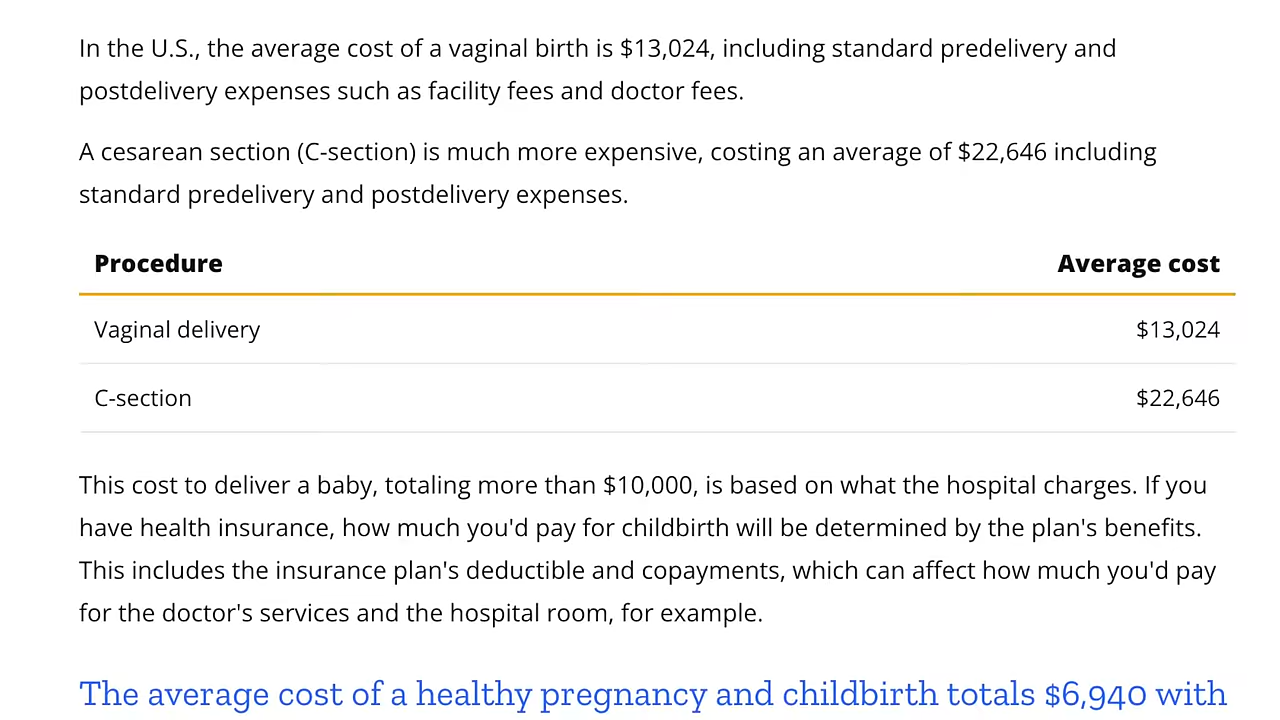 In the U.S., the average cost of a vaginal birth is $13,024, including standard predelivery and
postdelivery expenses such as facility fees and doctor fees.
A cesarean section (C-section) is much more expensive, costing an average of $22,646 including
standard predelivery and postdelivery expenses.
Procedure Average cost
Vaginal delivery $13,024
C-section $22,646
This cost to deliver a baby, totaling more than $10,000, is based on what the hospital charges. If you
have health insurance, how much you'd pay for childbirth will be determined by the plan's benefits.
This includes the insurance plan's deductible and copayments, which can affect how much you'd pay
for the doctor's services and the hospital room, for example.
The average cost of a healthy pregnancy and childbirth totals $6,940 with